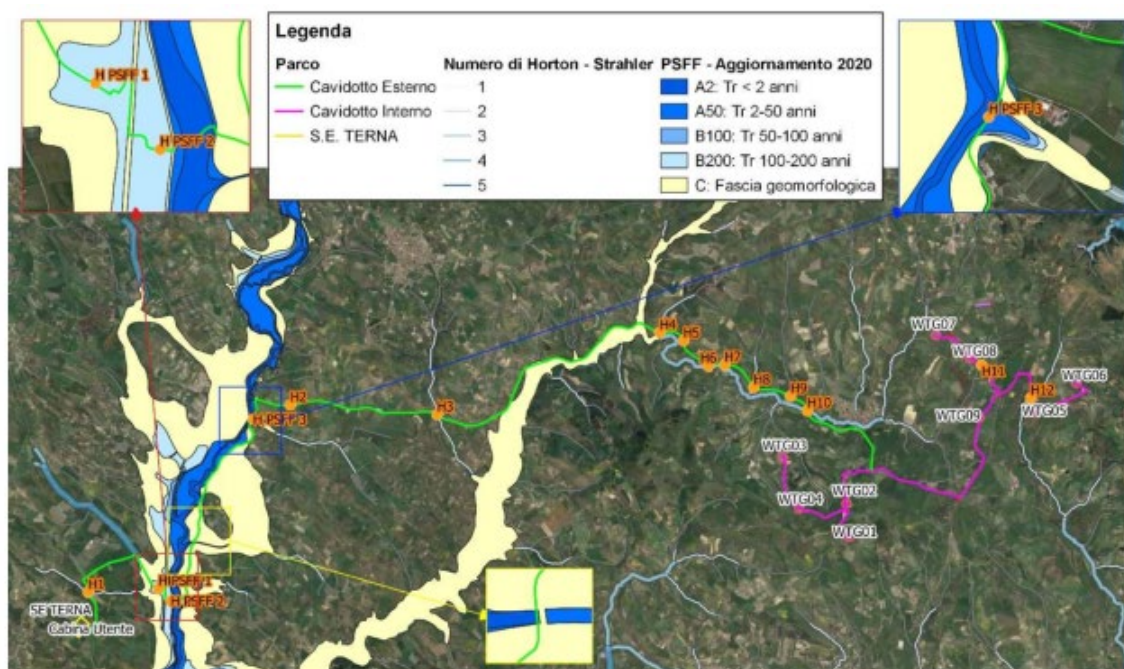 H PSFF 1
H PSFF 2
Legenda
Parco
Cavidotto Esterno
Cavidotto Interno
S.E. TERNA
Numero di Horton - Strahler
1
2
3
4
5
PSFF - Aggiornamento 2020
A2: Tr < 2 anni
A50: Tr 2-50 anni
B100: Tr 50-100 anni
B200: Tr 100-200 anni
C: Fascia geomorfologica
H PSFF 3
H4
H5
H6
H7
H8
H9
H10
WTG07
WTG08
H11
H12
WTG06
WTG05
WTG09
H2
H3
H PSFF 3
WTG03
WTG04
WTG02
WTG01
H1
H PSFF 1
H PSFF 2
SE TERNA
Cabina Utente